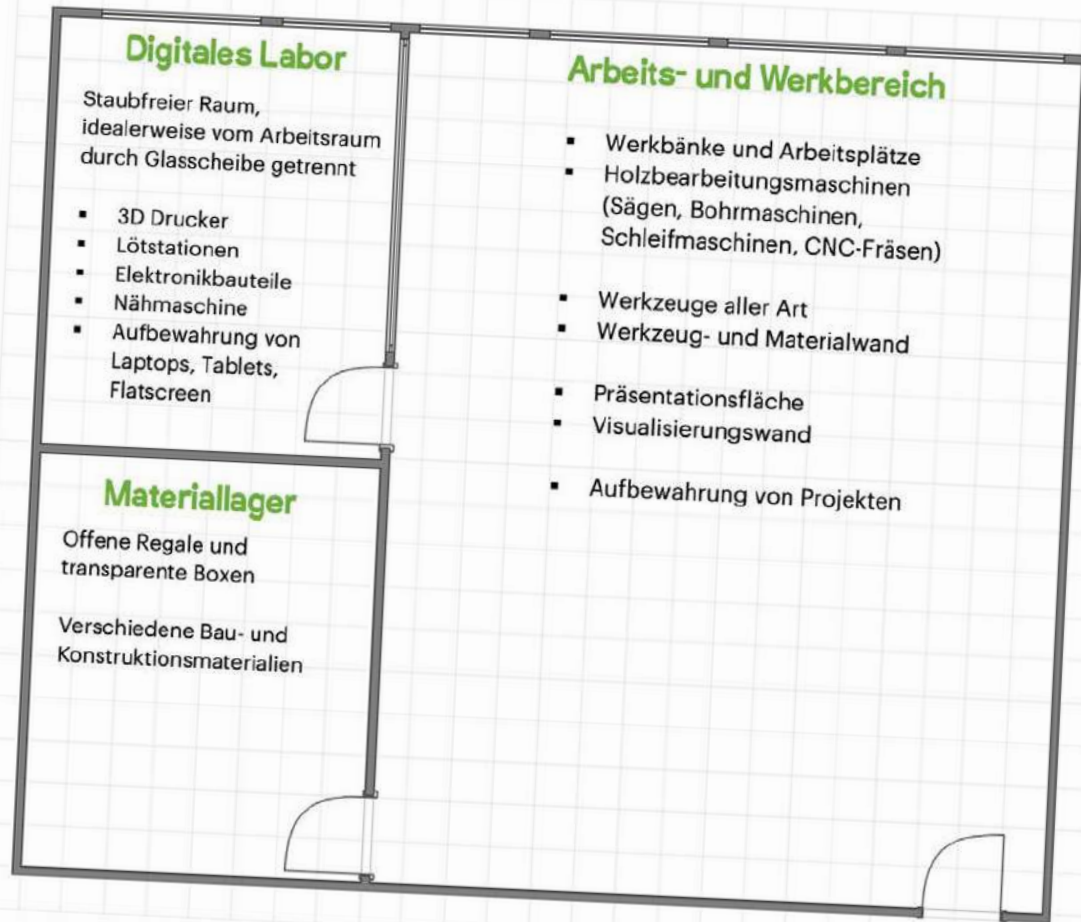 Digitales Labor
Staubfreier Raum,
idealerweise vom Arbeitsraum
durch Glasscheibe getrennt
▪ 3D Drucker
▪ Lötstationen
▪ Elektronikbauteile
▪ Nähmaschine
▪ Aufbewahrung von
Laptops, Tablets,
Flatscreen
Materiallager
Offene Regale und
transparente Boxen
Verschiedene Bau- und
Konstruktionsmaterialien
Arbeits- und Werkbereich
▪ Werkbänke und Arbeitsplätze
▪ Holzbearbeitungsmaschinen
(Sägen, Bohrmaschinen,
Schleifmaschinen, CNC-Fräsen)
▪ Werkzeuge aller Art
▪ Werkzeug- und Materialwand
▪ Präsentationsfläche
▪ Visualisierungswand
▪ Aufbewahrung von Projekten